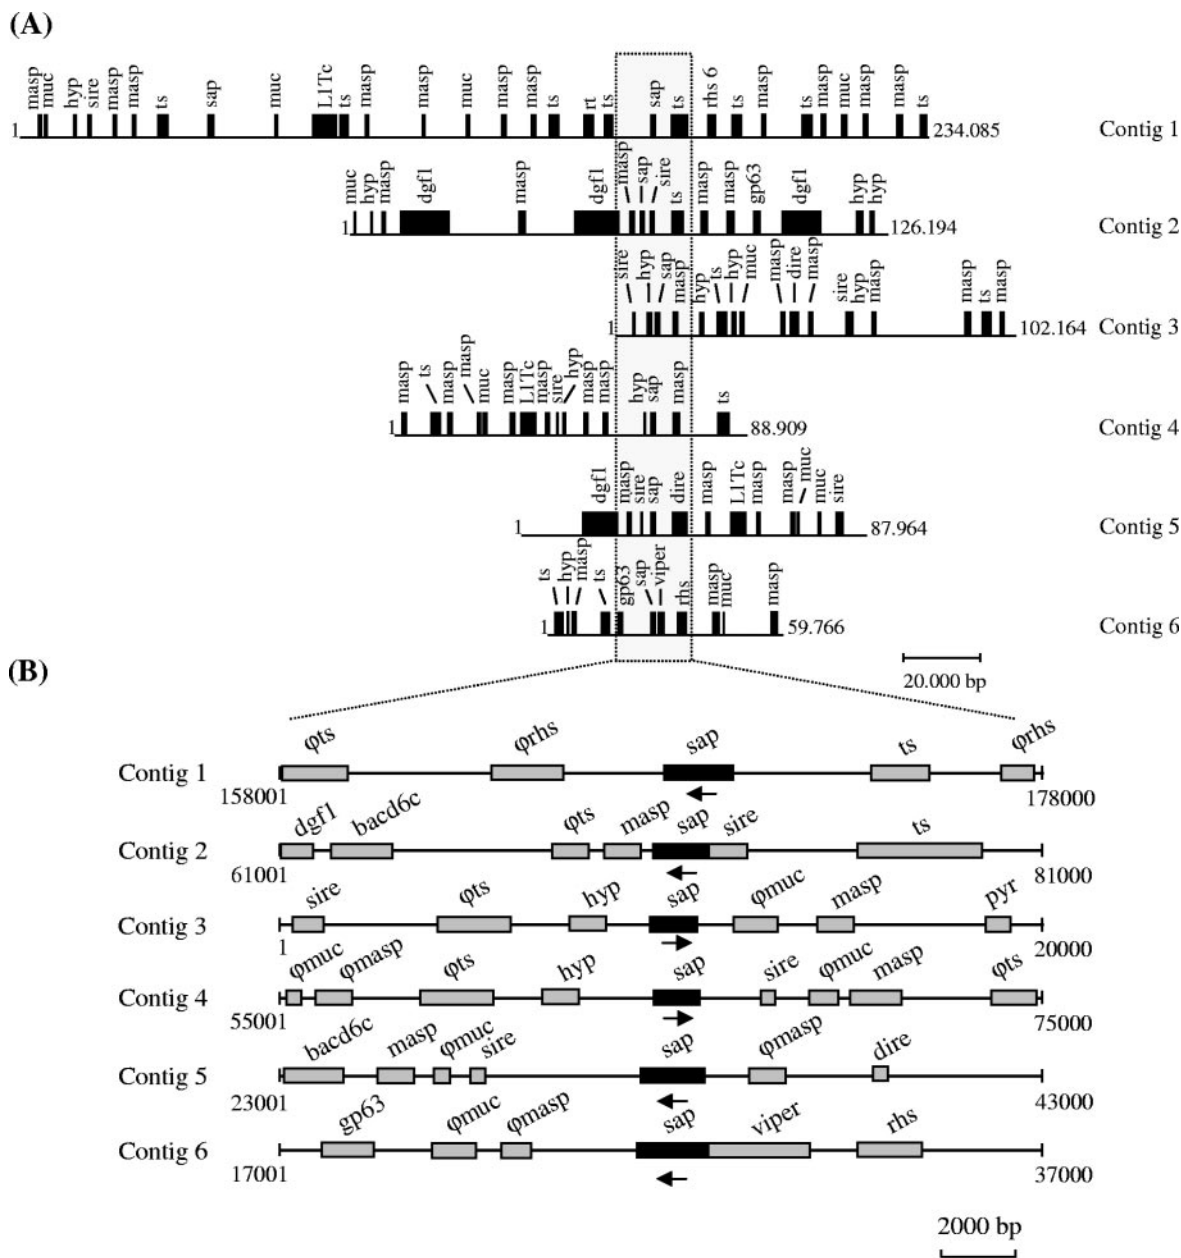 (A)
masp muc hyp sire masp masp ts sap muc L1Tc ts masp masp muc masp masp ts rt ts sap ts rhs 6 ts masp ts masp muc masp masp ts
1 234.085 Contig 1
muc hyp masp dgf1 masp dgf1 masp sap sire ts masp masp gp63 dgf1 hyp hyp
1 126.194 Contig 2
sire hyp sap masp hyp ts hyp muc masp dire masp sire hyp masp masp ts masp
1 102.164 Contig 3
masp ts masp masp muc masp L1Tc masp sire hyp masp masp hyp sap masp ts
1 88.909 Contig 4
dgf1 masp sire sap dire masp L1Tc masp masp muc muc sire
1 87.964 Contig 5
ts hyp masp ts gp63 sap viper rhs masp muc masp
1 59.766 Contig 6
20.000 bp
(B)
φts φrhs sap ts φrhs
Contig 1
158001 178000
dgf1 bacd6c φts masp sap sire ts
Contig 2
61001 81000
sire φts hyp sap φmuc masp pyr
Contig 3
1 20000
φmuc φmasp φts hyp sap sire φmuc masp φts
Contig 4
55001 75000
bacd6c masp φmuc sire sap φmasp dire
Contig 5
23001 43000
gp63 φmuc φmasp sap viper rhs
Contig 6
17001 37000
2000 bp